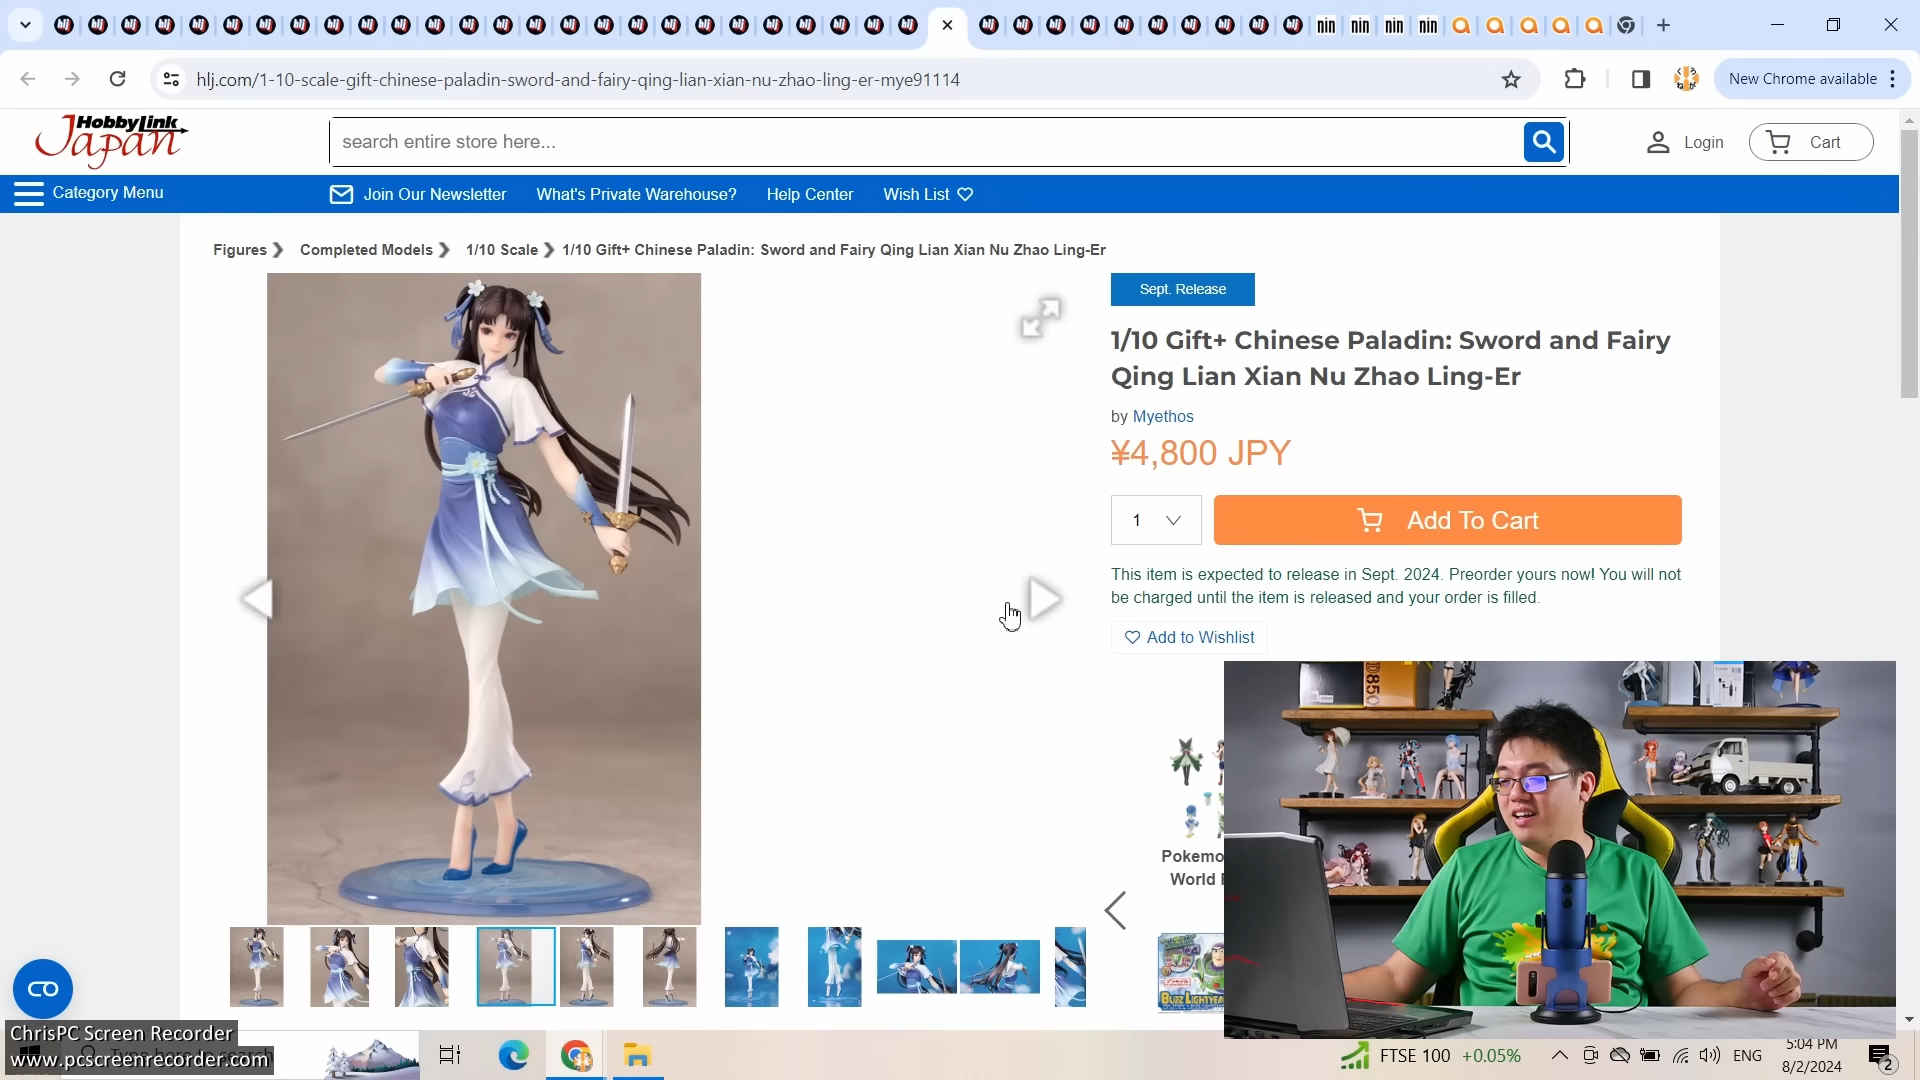 hlj.com/1-10-scale-gift-chinese-paladin-sword-and-fairy-qing-lian-xian-nu-zhao-ling-er-mye91114
New Chrome available
HobbyLink
Japan
search entire store here...
Login
Cart
Category Menu
Join Our Newsletter
What's Private Warehouse?
Help Center
Wish List
Figures
Completed Models
1/10 Scale
1/10 Gift+ Chinese Paladin: Sword and Fairy Qing Lian Xian Nu Zhao Ling-Er
Sept. Release
1/10 Gift+ Chinese Paladin: Sword and Fairy
Qing Lian Xian Nu Zhao Ling-Er
by Myethos
¥4,800 JPY
1
Add To Cart
This item is expected to release in Sept. 2024. Preorder yours now! You will not
be charged until the item is released and your order is filled.
Add to Wishlist
Pokemo
World
BUZZ LIGHTYEA
ChrisPC Screen Recorder
www.pcscreenrecorder.com
FTSE 100 +0.05%
ENG
5:04 PM
8/2/2024
2